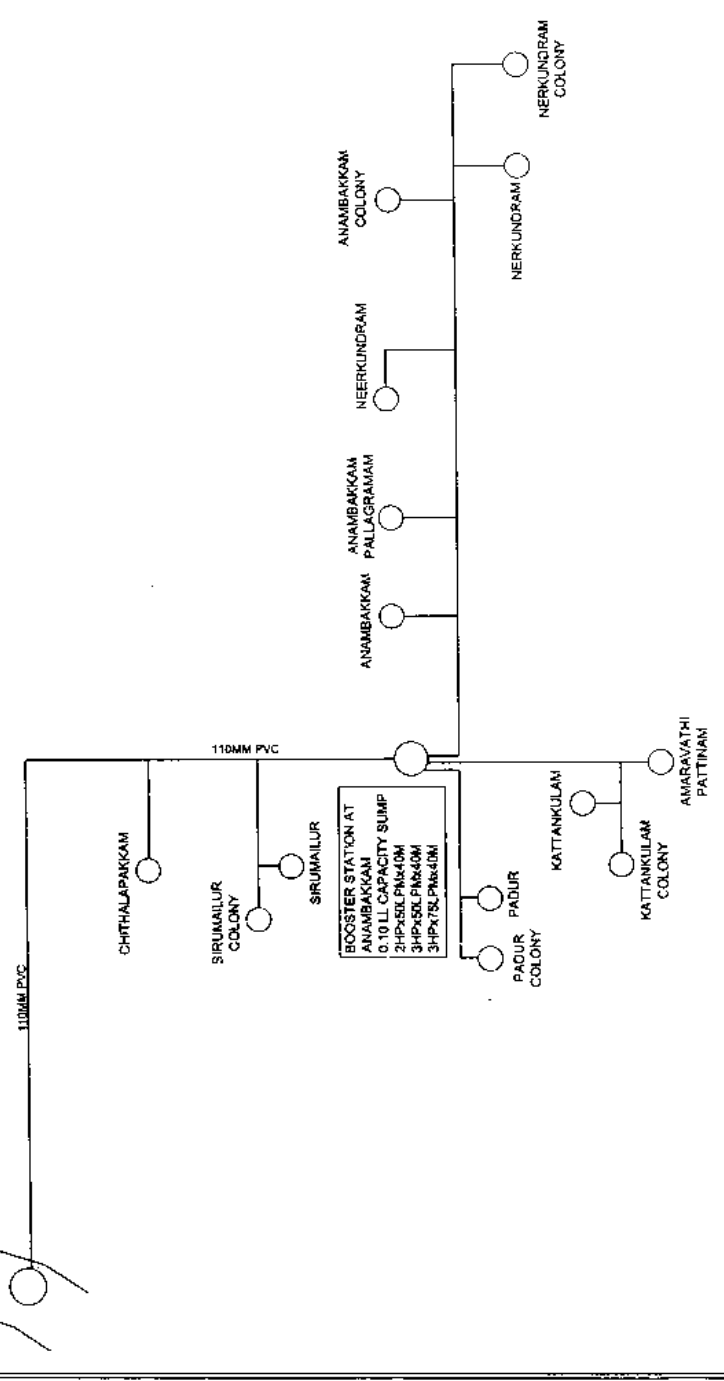 NERKUNDRAM
COLONY
ANAMBAKKAM
COLONY
NERKUNDRAM
NEERKUNDRAM
ANAMBAKKAM
PALLAGRAMAM
ANAMBAKKAM
110MM PVC
AMARAVATHI
PATTINAM
CHITHALAPAKKAM
SIRUMAILUR
COLONY
SIRUMAILUR
BOOSTER STATION AT
ANAMBAKKAM
0.10 LL CAPACITY SUMP
2HPx50LPMx40M
3HPx50LPMx40M
3HPx75LPMx40M
KATTANKULAM
KATTANKULAM
COLONY
PADUR
PADUR
COLONY
110MM PVC